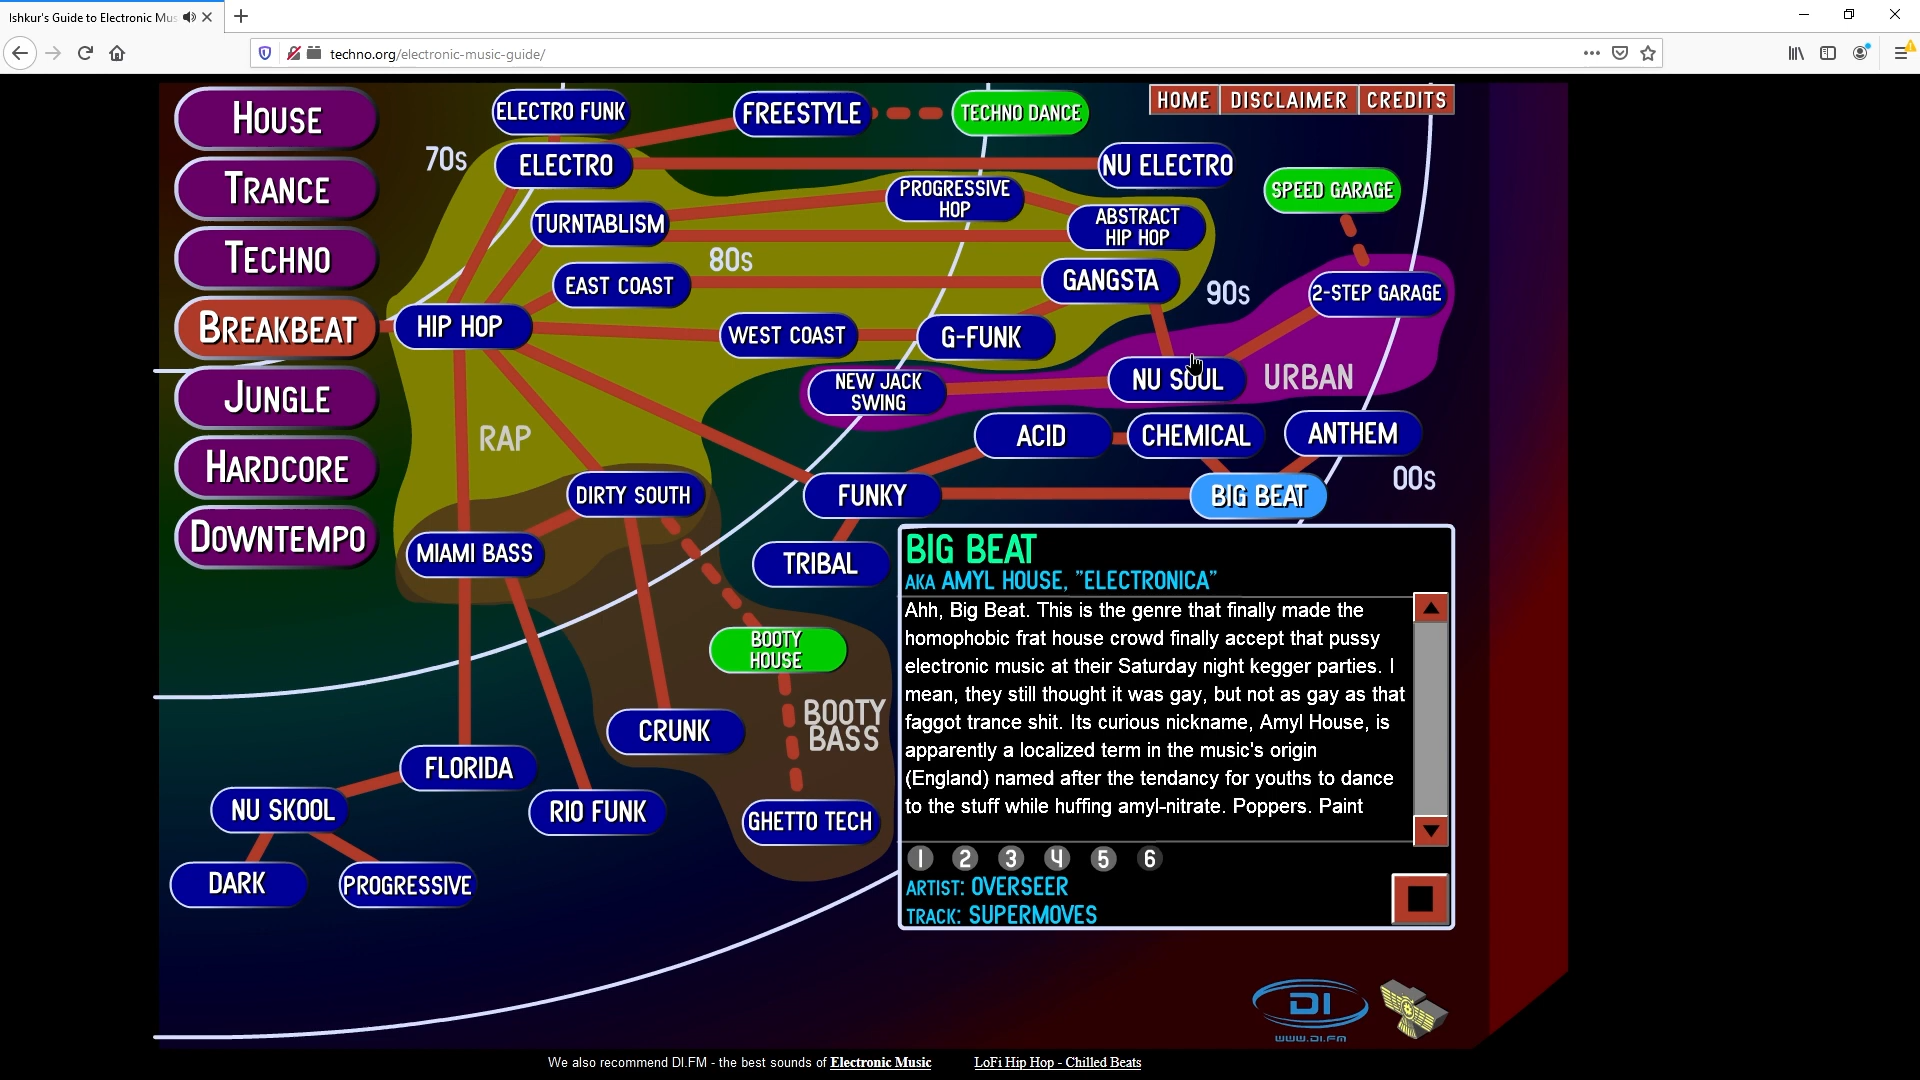 Ishkur's Guide to Electronic Mus
techno.org/electronic-music-guide/
HOME
DISCLAIMER
CREDITS
HOUSE
TRANCE
TECHNO
BREAKBEAT
JUNGLE
HARDCORE
DOWNTEMPO
70s
80s
90s
00s
ELECTRO FUNK
FREESTYLE
TECHNO DANCE
ELECTRO
NU ELECTRO
SPEED GARAGE
PROGRESSIVE
HOP
TURNTABLISM
ABSTRACT
HIP HOP
EAST COAST
GANGSTA
2-STEP GARAGE
HIP HOP
WEST COAST
G-FUNK
NEW JACK
SWING
NU SOUL
URBAN
RAP
ACID
CHEMICAL
ANTHEM
DIRTY SOUTH
FUNKY
BIG BEAT
MIAMI BASS
TRIBAL
BOOTY
HOUSE
BOOTY
BASS
CRUNK
FLORIDA
NU SKOOL
RIO FUNK
GHETTO TECH
DARK
PROGRESSIVE
BIG BEAT
AKA AMYL HOUSE, "ELECTRONICA"
Ahh, Big Beat. This is the genre that finally made the
homophobic frat house crowd finally accept that pussy
electronic music at their Saturday night kegger parties. I
mean, they still thought it was gay, but not as gay as that
faggot trance shit. Its curious nickname, Amyl House, is
apparently a localized term in the music's origin
(England) named after the tendancy for youths to dance
to the stuff while huffing amyl-nitrate. Poppers. Paint
1 2 3 4 5 6
ARTIST: OVERSEER
TRACK: SUPERMOVES
DI
WWW.DI.FM
We also recommend DI.FM - the best sounds of Electronic Music
LoFi Hip Hop - Chilled Beats